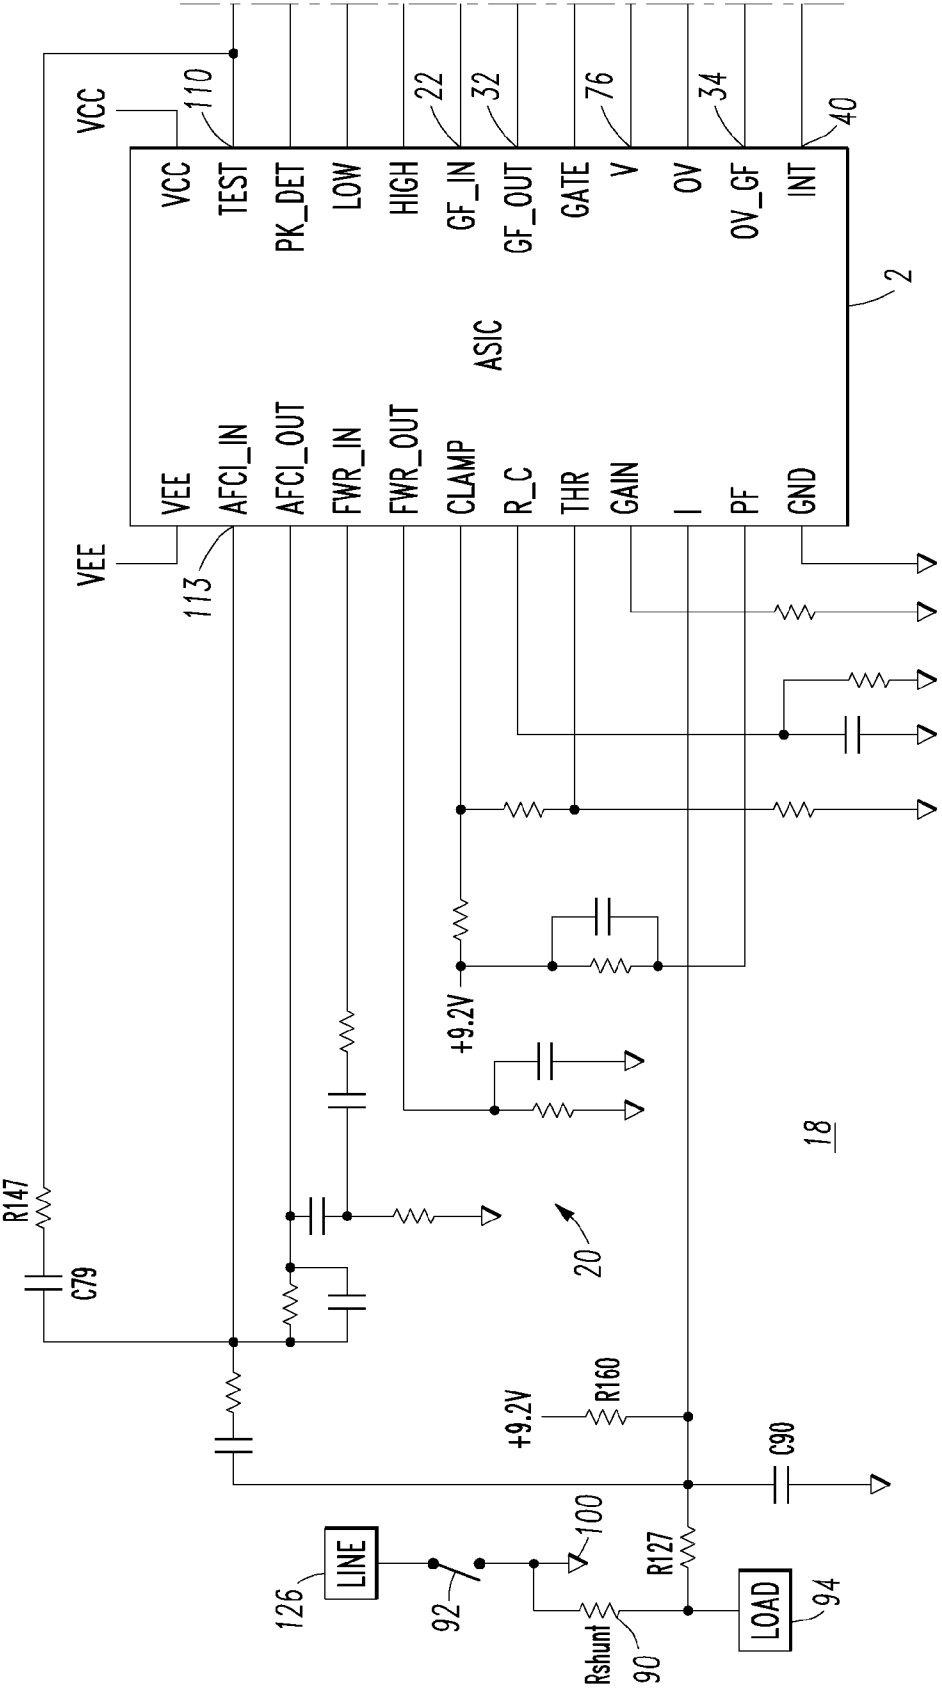 R147
C79
VEE
VCC
113
110
VEE
AFCI_IN
AFCI_OUT
FWR_IN
FWR_OUT
CLAMP
R_C
THR
GAIN
I
PF
GND
ASIC
VCC
TEST
PK_DET
LOW
HIGH
GF_IN
GF_OUT
GATE
V
OV
OV_GF
INT
22
32
76
34
40
2
+9.2V
+9.2V
R160
20
18
C90
126
LINE
92
100
R127
Rshunt
90
LOAD
94